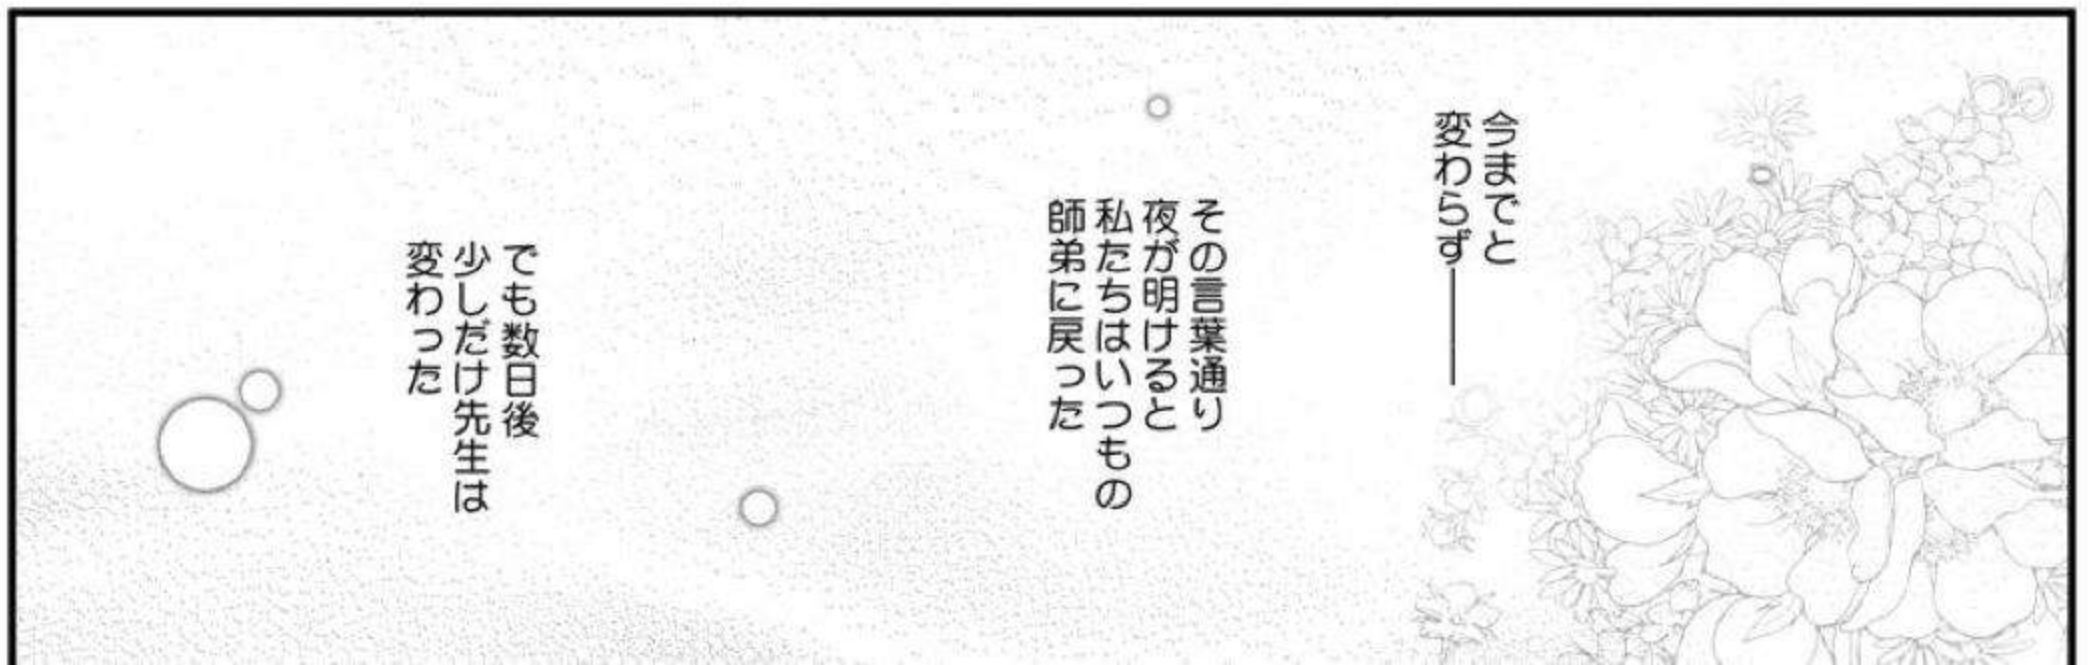 今までと
変わらず――
その言葉通り
夜が明けると
私たちはいつもの
師弟に戻った
でも数日後
少しだけ先生は
変わった